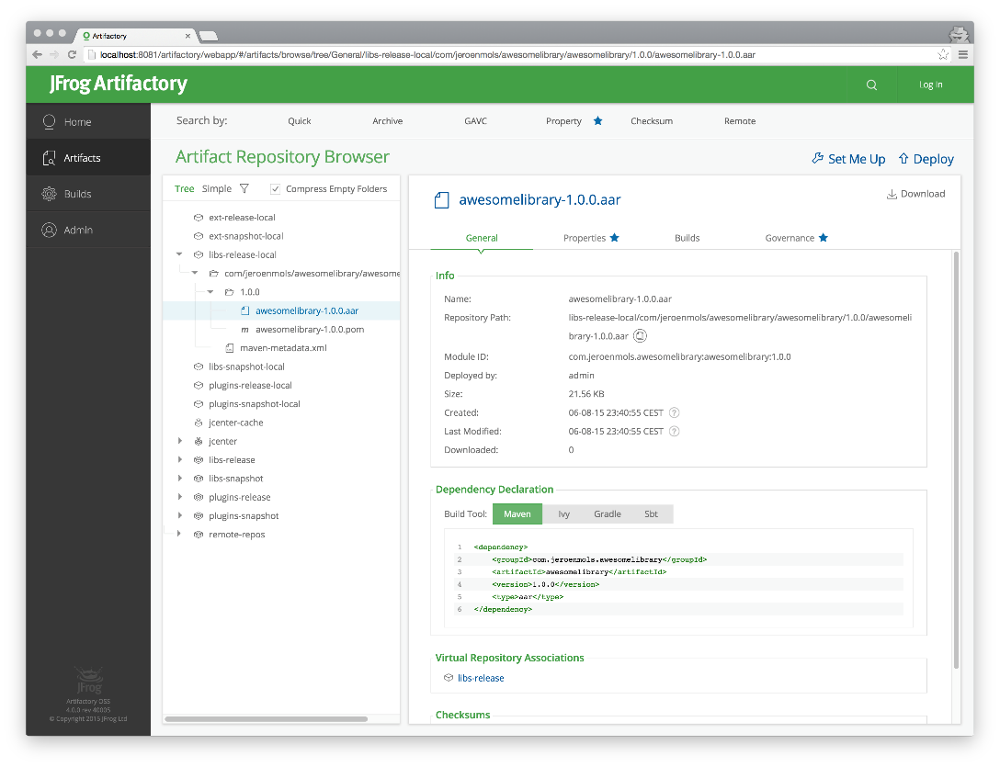 Artifactory
localhost:8081/artifactory/webapp/#/artifacts/browse/tree/General/libs-release-local/com/jeroenmols/awesomelibrary/awesomelibrary/1.0.0/awesomelibrary-1.0.0.aar
JFrog Artifactory
Log In
Home
Artifacts
Builds
Admin
Search by: Quick Archive GAVC Property Checksum Remote
Artifact Repository Browser
Set Me Up Deploy
Tree Simple Compress Empty Folders
ext-release-local
ext-snapshot-local
libs-release-local
com/jeroenmols/awesomelibrary/awesome
1.0.0
awesomelibrary-1.0.0.aar
m awesomelibrary-1.0.0.pom
maven-metadata.xml
libs-snapshot-local
plugins-release-local
plugins-snapshot-local
jcenter-cache
jcenter
libs-release
libs-snapshot
plugins-release
plugins-snapshot
remote-repos
awesomelibrary-1.0.0.aar
Download
General Properties Builds Governance
Info
Name: awesomelibrary-1.0.0.aar
Repository Path: libs-release-local/com/jeroenmols/awesomelibrary/awesomelibrary/1.0.0/awesomeli
brary-1.0.0.aar
Module ID: com.jeroenmols.awesomelibrary:awesomelibrary:1.0.0
Deployed by: admin
Size: 21.56 KB
Created: 06-08-15 23:40:55 CEST ?
Last Modified: 06-08-15 23:40:55 CEST ?
Downloaded: 0
Dependency Declaration
Build Tool: Maven Ivy Gradle Sbt
1 <dependency>
2 <groupId>com.jeroenmols.awesomelibrary</groupId>
3 <artifactId>awesomelibrary</artifactId>
4 <version>1.0.0</version>
5 <type>aar</type>
6 </dependency>
Virtual Repository Associations
libs-release
Checksums
JFrog
Artifactory OSS
4.0.0 rev 40005
© Copyright 2015 JFrog Ltd